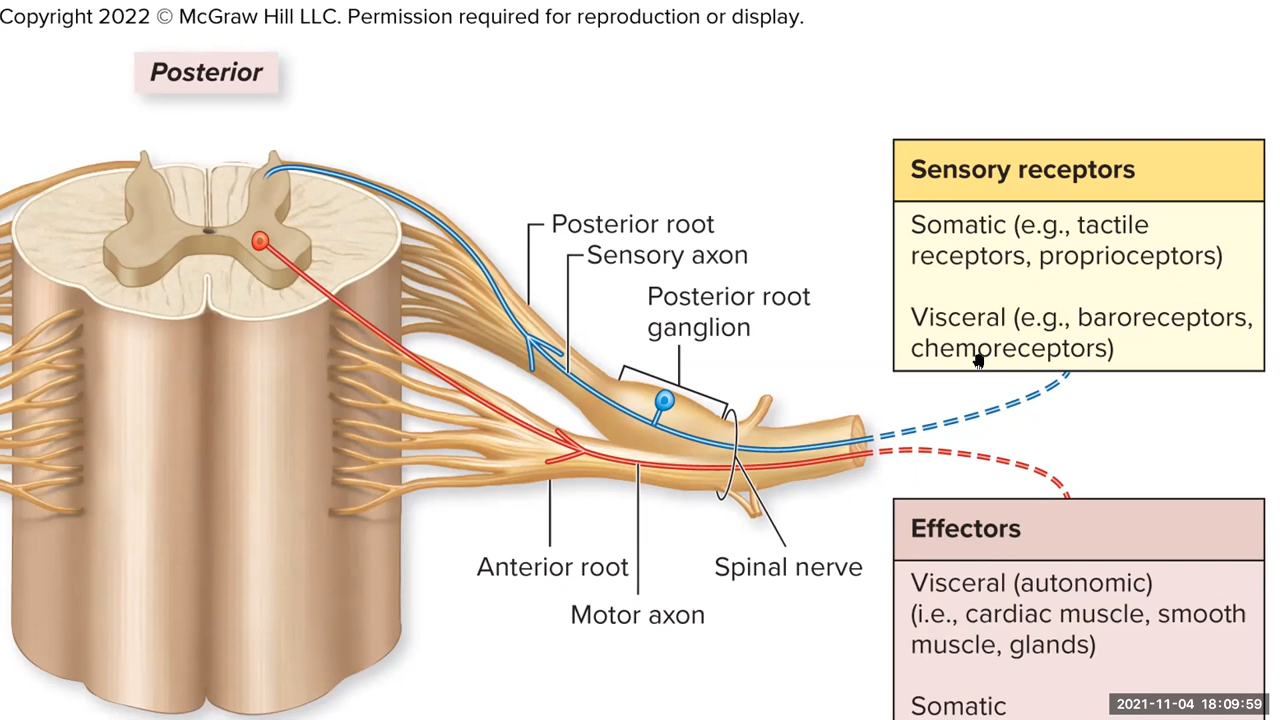 Copyright 2022 © McGraw Hill LLC. Permission required for reproduction or display.
Posterior
Posterior root
Sensory axon
Posterior root
ganglion
Anterior root
Motor axon
Spinal nerve
Sensory receptors
Somatic (e.g., tactile
receptors, proprioceptors)
Visceral (e.g., baroreceptors,
chemoreceptors)
Effectors
Visceral (autonomic)
(i.e., cardiac muscle, smooth
muscle, glands)
Somatic
2021-11-04 18:09:59